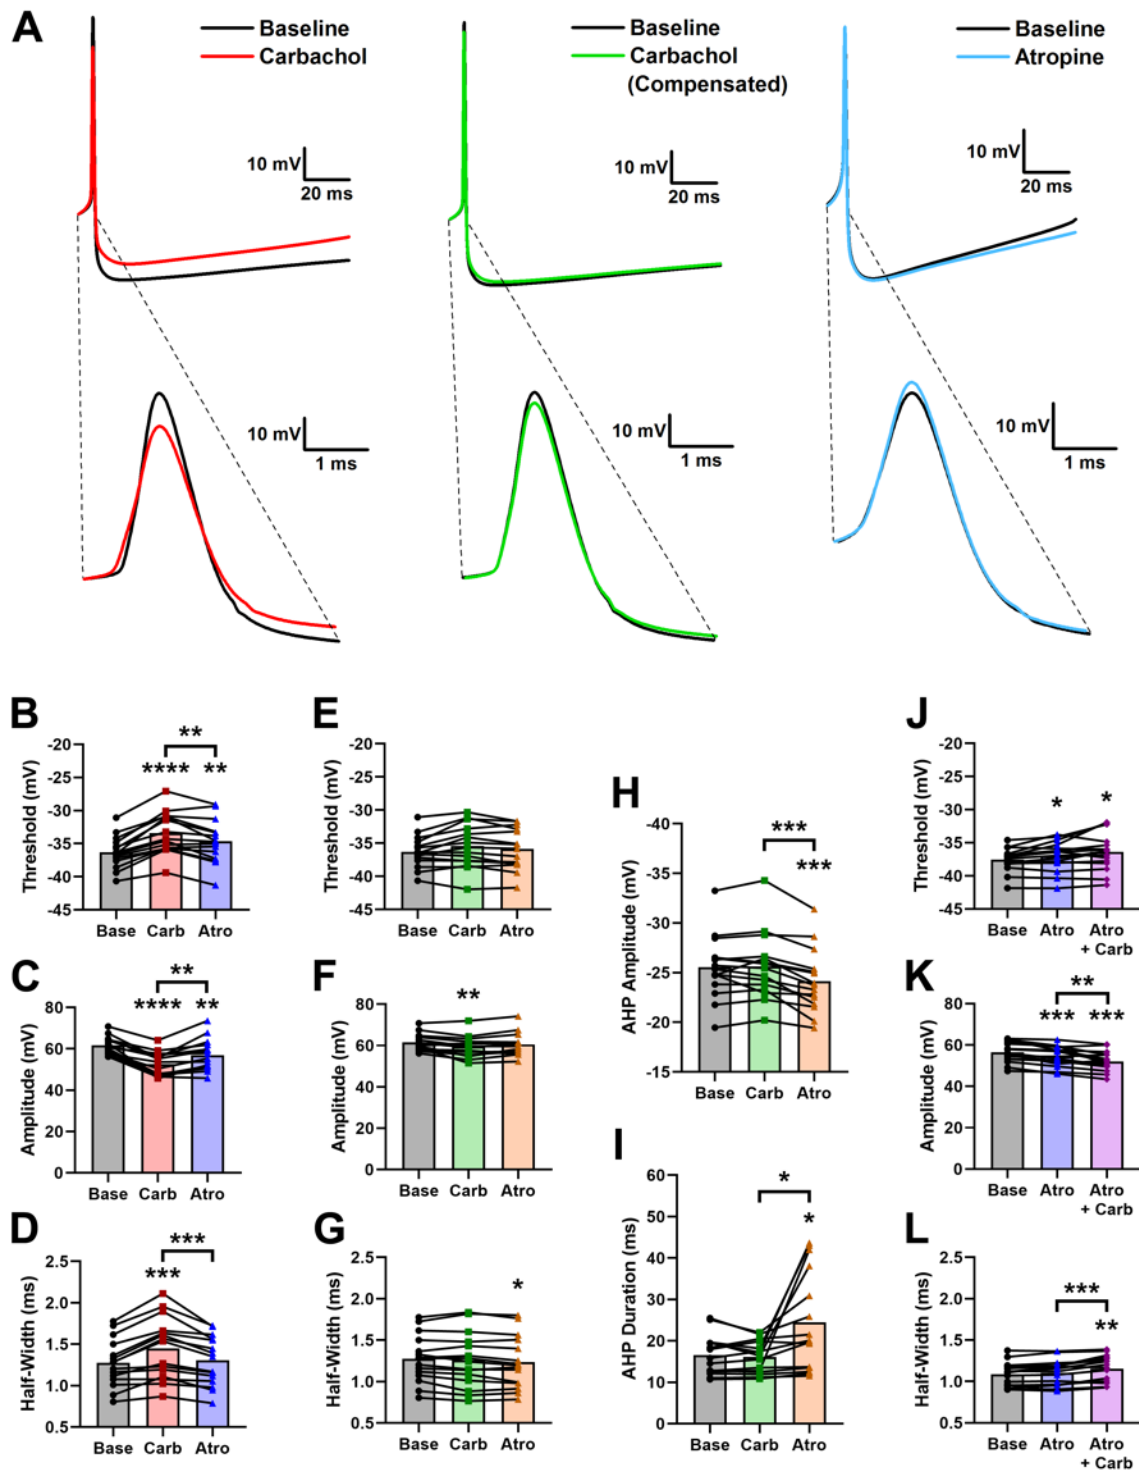 A
Baseline
Carbachol
10 mV
20 ms
10 mV
1 ms
Baseline
Carbachol
(Compensated)
10 mV
20 ms
10 mV
1 ms
Baseline
Atropine
10 mV
20 ms
10 mV
1 ms
B
Threshold (mV)
-20
-25
-30
-35
-40
-45
**
**** **
Base Carb Atro
C
Amplitude (mV)
80
60
40
20
0
**
**** **
Base Carb Atro
D
Half-Width (ms)
2.5
2.0
1.5
1.0
0.5
***
***
Base Carb Atro
E
Threshold (mV)
-20
-25
-30
-35
-40
-45
Base Carb Atro
F
Amplitude (mV)
80
60
40
20
0
**
Base Carb Atro
G
Half-Width (ms)
2.5
2.0
1.5
1.0
0.5
*
Base Carb Atro
H
AHP Amplitude (mV)
-40
-35
-30
-25
-20
-15
***
***
Base Carb Atro
I
AHP Duration (ms)
60
50
40
30
20
10
0
*
*
Base Carb Atro
J
Threshold (mV)
-20
-25
-30
-35
-40
-45
* *
Base Atro Atro
+ Carb
K
Amplitude (mV)
80
60
40
20
0
**
*** ***
Base Atro Atro
+ Carb
L
Half-Width (ms)
2.5
2.0
1.5
1.0
0.5
***
**
Base Atro Atro
+ Carb